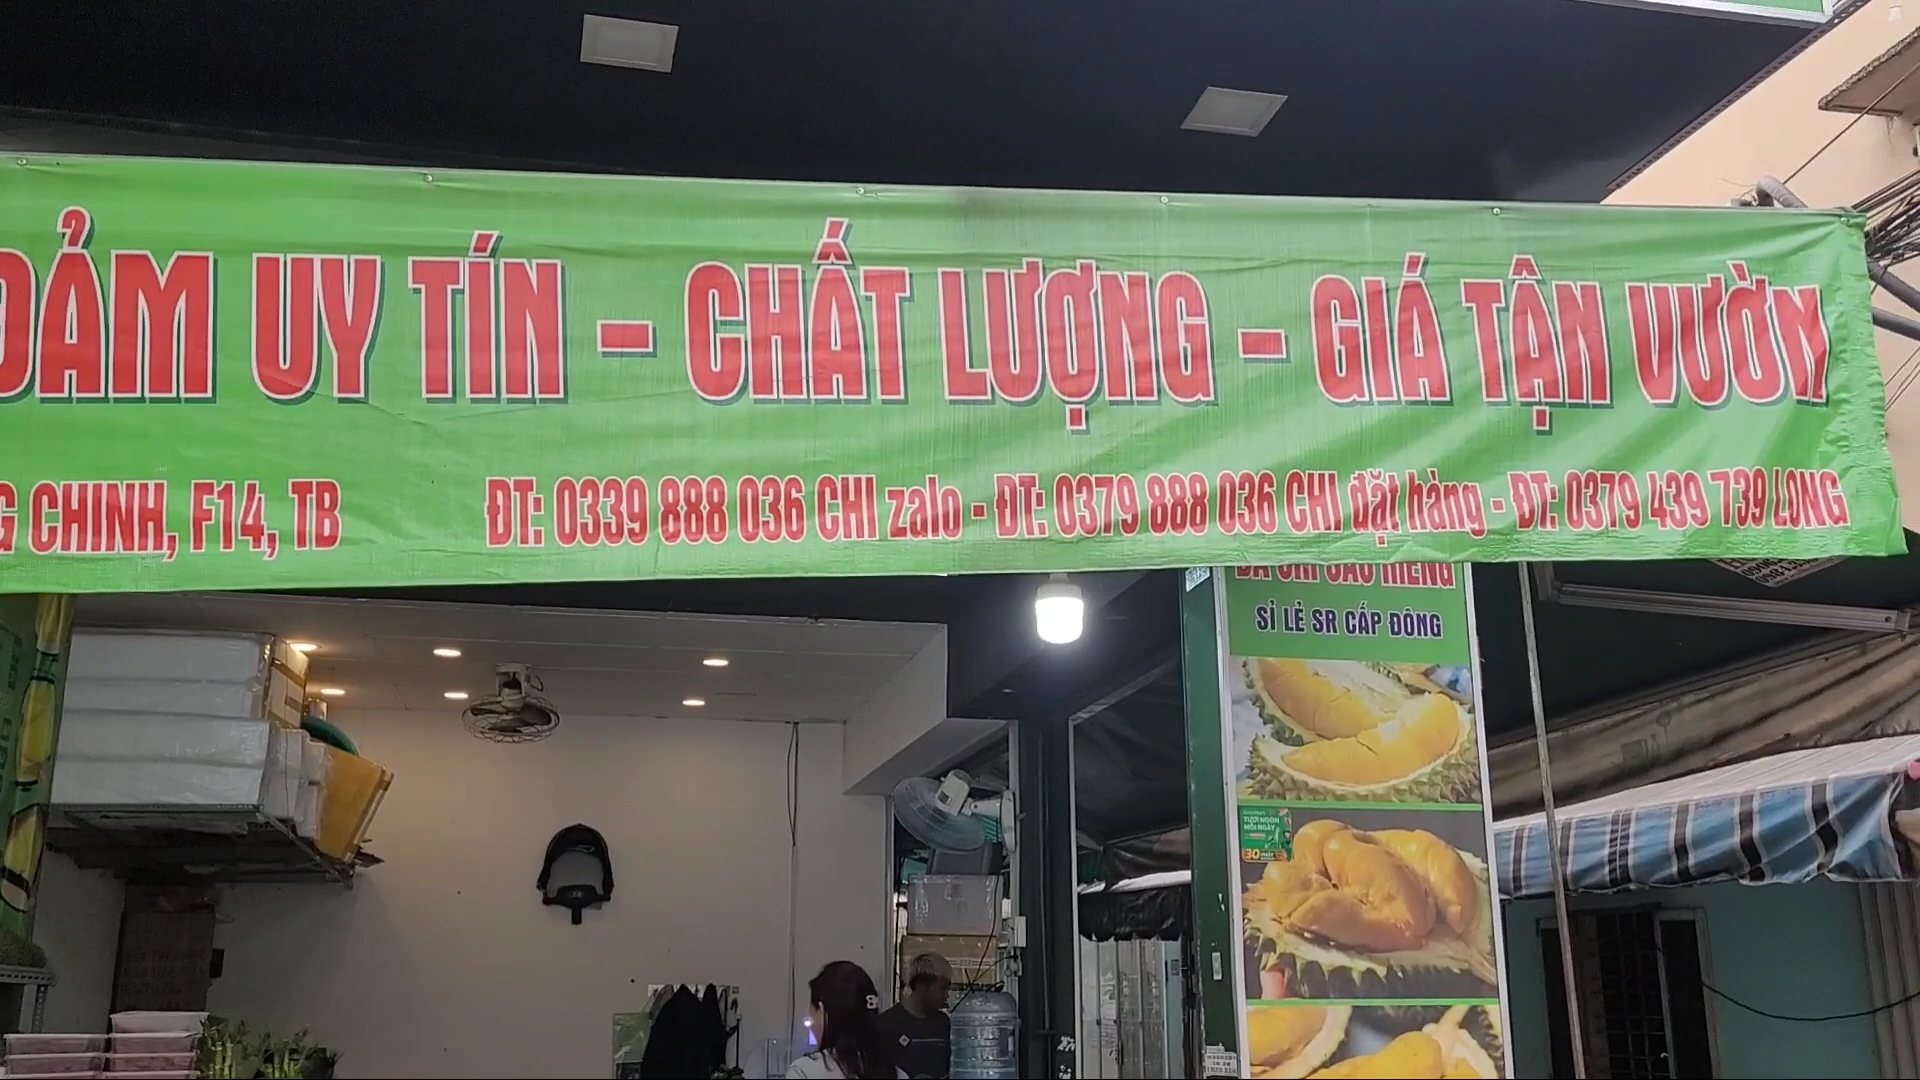 ĐẢM UY TÍN - CHẤT LƯỢNG - GIÁ TẬN VƯỜN
G CHINH, F14, TB
ĐT: 0339 888 036 CHI zalo - ĐT: 0379 888 036 CHI đặt hàng - ĐT: 0379 439 739 LONG
SỈ LẺ SR CẤP ĐÔNG
TƯƠI NGON
MỖI NGÀY